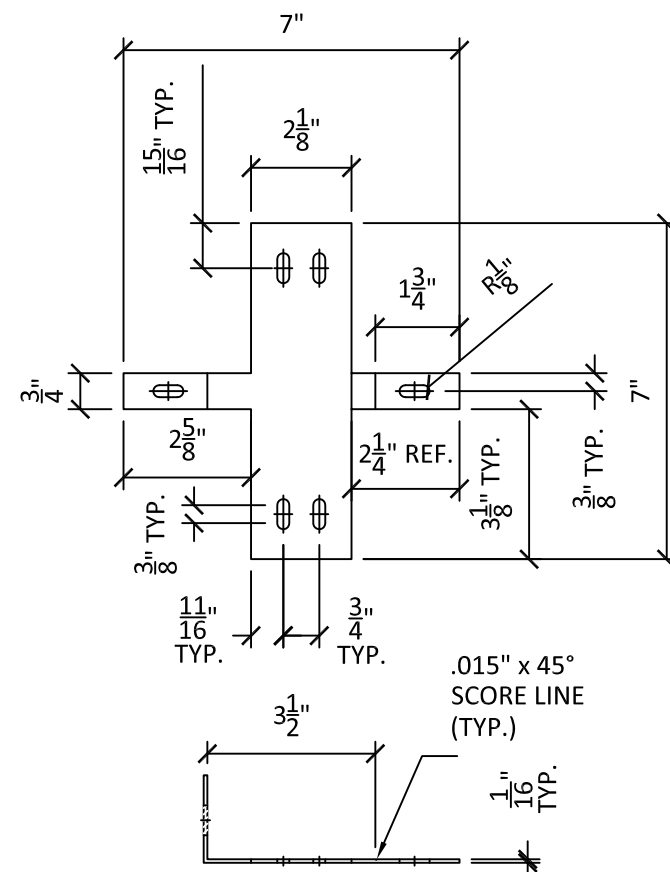 7"
15/16" TYP.
2 1/8"
1 3/4"
R1/8"
3/4"
2 5/8"
2 1/4" REF.
7"
3 1/8" TYP.
3/8" TYP.
3/8" TYP.
11/16"
TYP.
3/4"
TYP.
.015" x 45°
SCORE LINE
(TYP.)
3 1/2"
1/16"
TYP.